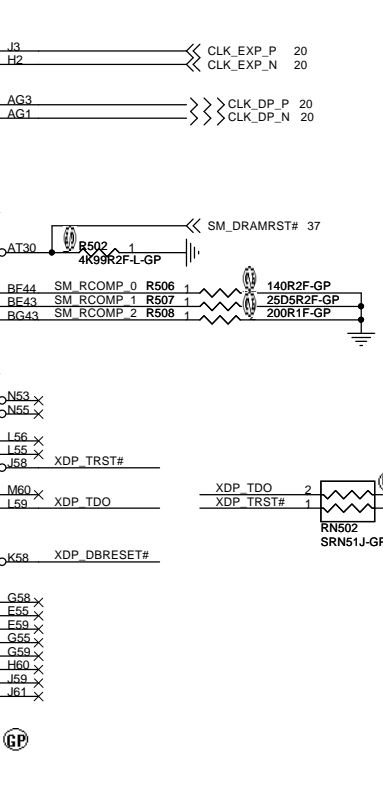 J3 CLK_EXP_P 20
H2 CLK_EXP_N 20
AG3 CLK_DP_P 20
AG1 CLK_DP_N 20
SM_DRAMRST# 37
AT30 R502 1
4K99R2F-L-GP
BF44 SM_RCOMP_0 R506 1 140R2F-GP
BE43 SM_RCOMP_1 R507 1 25D5R2F-GP
BG43 SM_RCOMP_2 R508 1 200R1F-GP
N53
N55
L56
L55
J58 XDP_TRST#
M60 XDP_TDO 2
L59 XDP_TDO XDP_TRST# 1
RN502
SRN51J-GP
K58 XDP_DBRESET#
G58
E55
E59
G55
G59
H60
J59
J61
GP